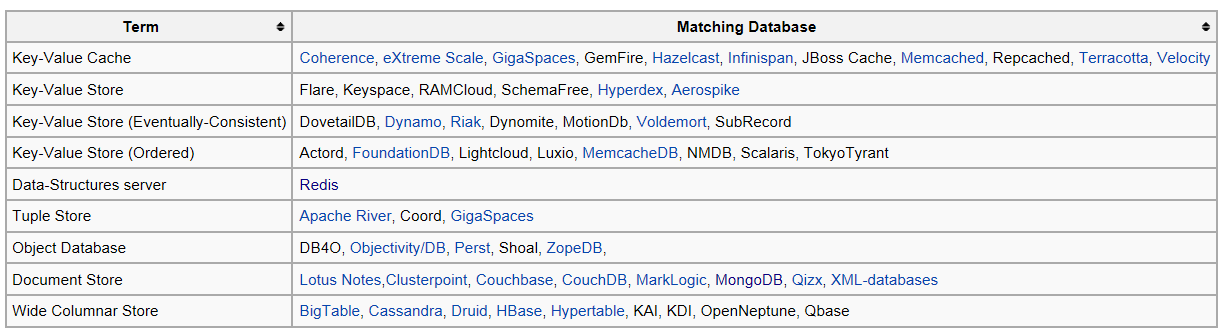 Term Matching Database
Key-Value Cache Coherence, eXtreme Scale, GigaSpaces, GemFire, Hazelcast, Infinispan, JBoss Cache, Memcached, Repcached, Terracotta, Velocity
Key-Value Store Flare, Keyspace, RAMCloud, SchemaFree, Hyperdex, Aerospike
Key-Value Store (Eventually-Consistent) DovetailDB, Dynamo, Riak, Dynomite, MotionDb, Voldemort, SubRecord
Key-Value Store (Ordered) Actord, FoundationDB, Lightcloud, Luxio, MemcacheDB, NMDB, Scalaris, TokyoTyrant
Data-Structures server Redis
Tuple Store Apache River, Coord, GigaSpaces
Object Database DB4O, Objectivity/DB, Perst, Shoal, ZopeDB,
Document Store Lotus Notes,Clusterpoint, Couchbase, CouchDB, MarkLogic, MongoDB, Qizx, XML-databases
Wide Columnar Store BigTable, Cassandra, Druid, HBase, Hypertable, KAI, KDI, OpenNeptune, Qbase